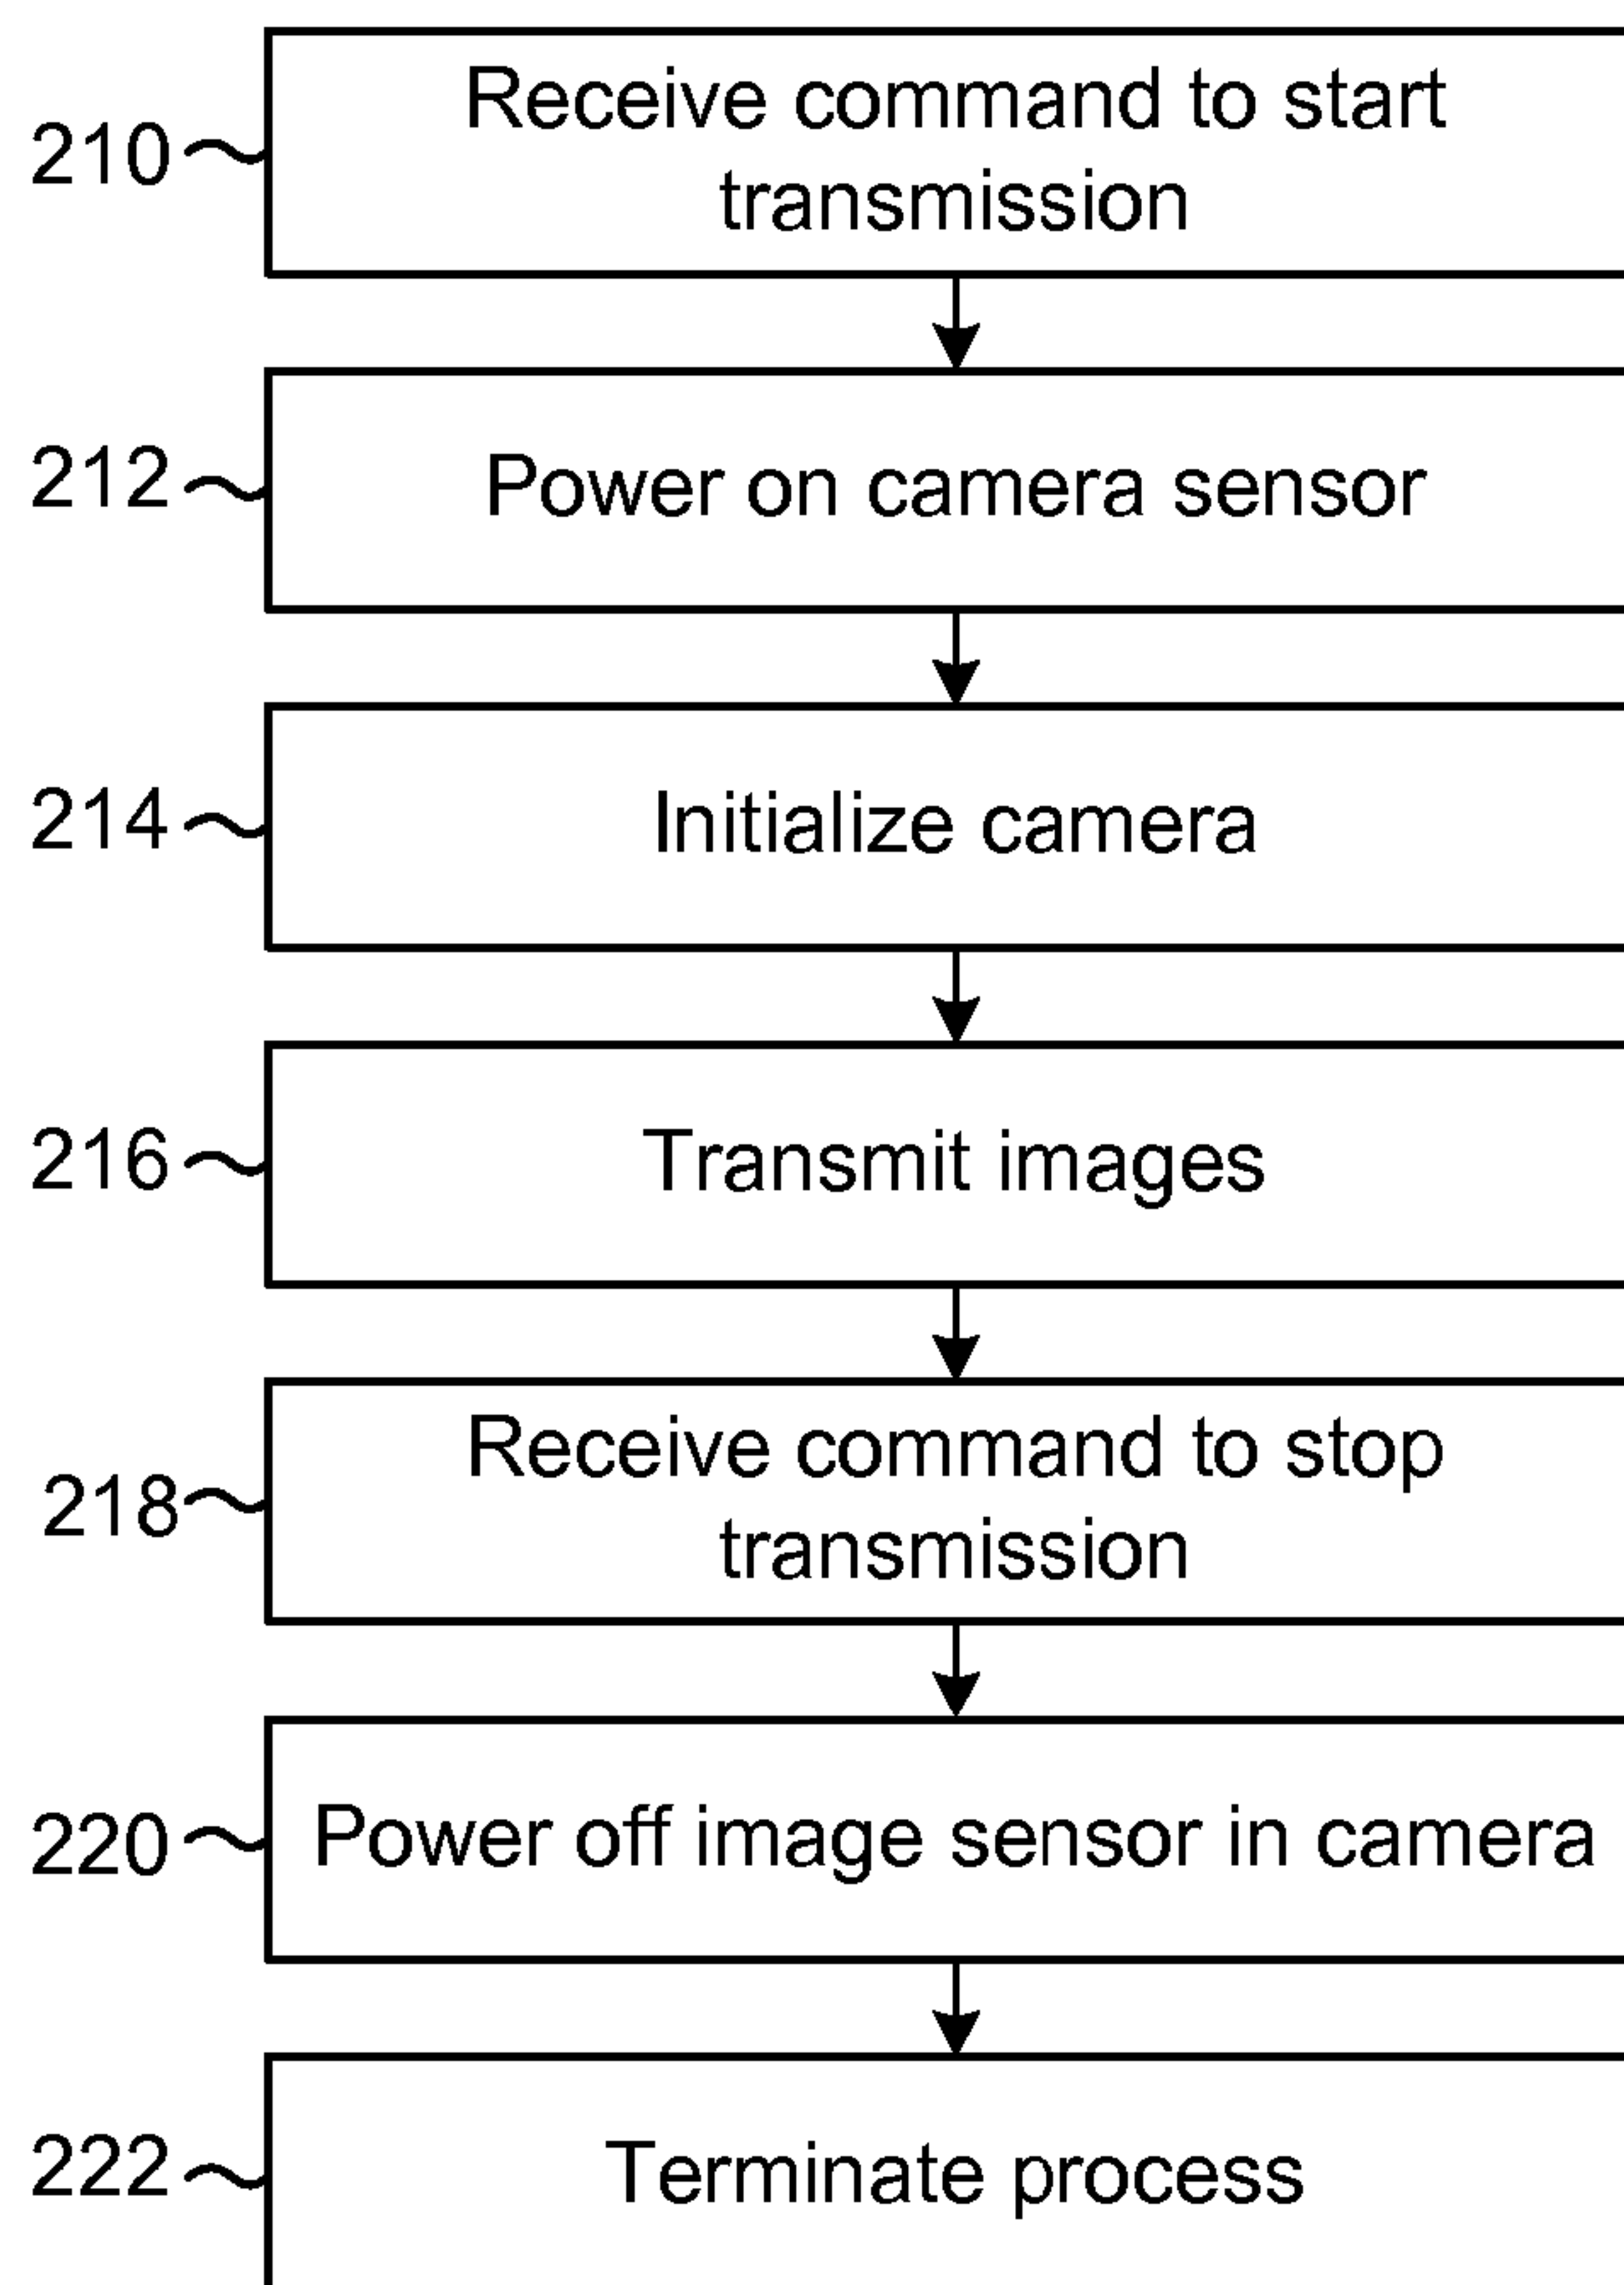 210
Receive command to start
transmission
212
Power on camera sensor
214
Initialize camera
216
Transmit images
218
Receive command to stop
transmission
220
Power off image sensor in camera
222
Terminate process